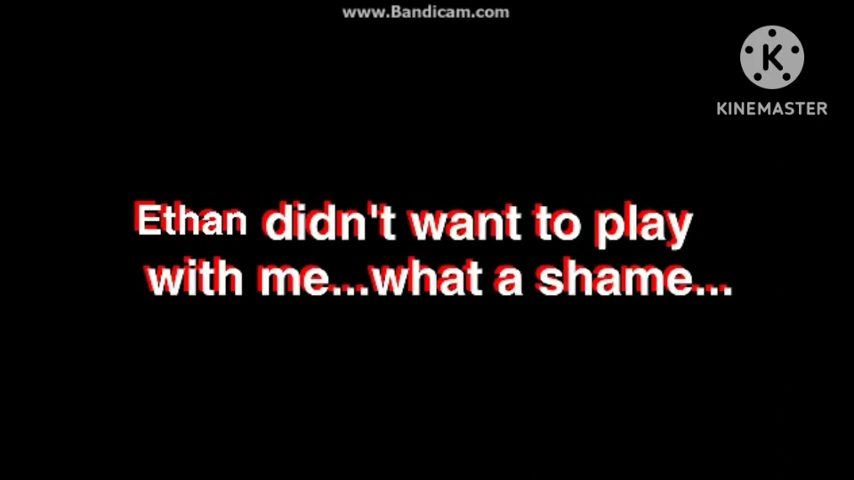 www.Bandicam.com
KINEMASTER
Ethan didn't want to play
with me...what a shame...